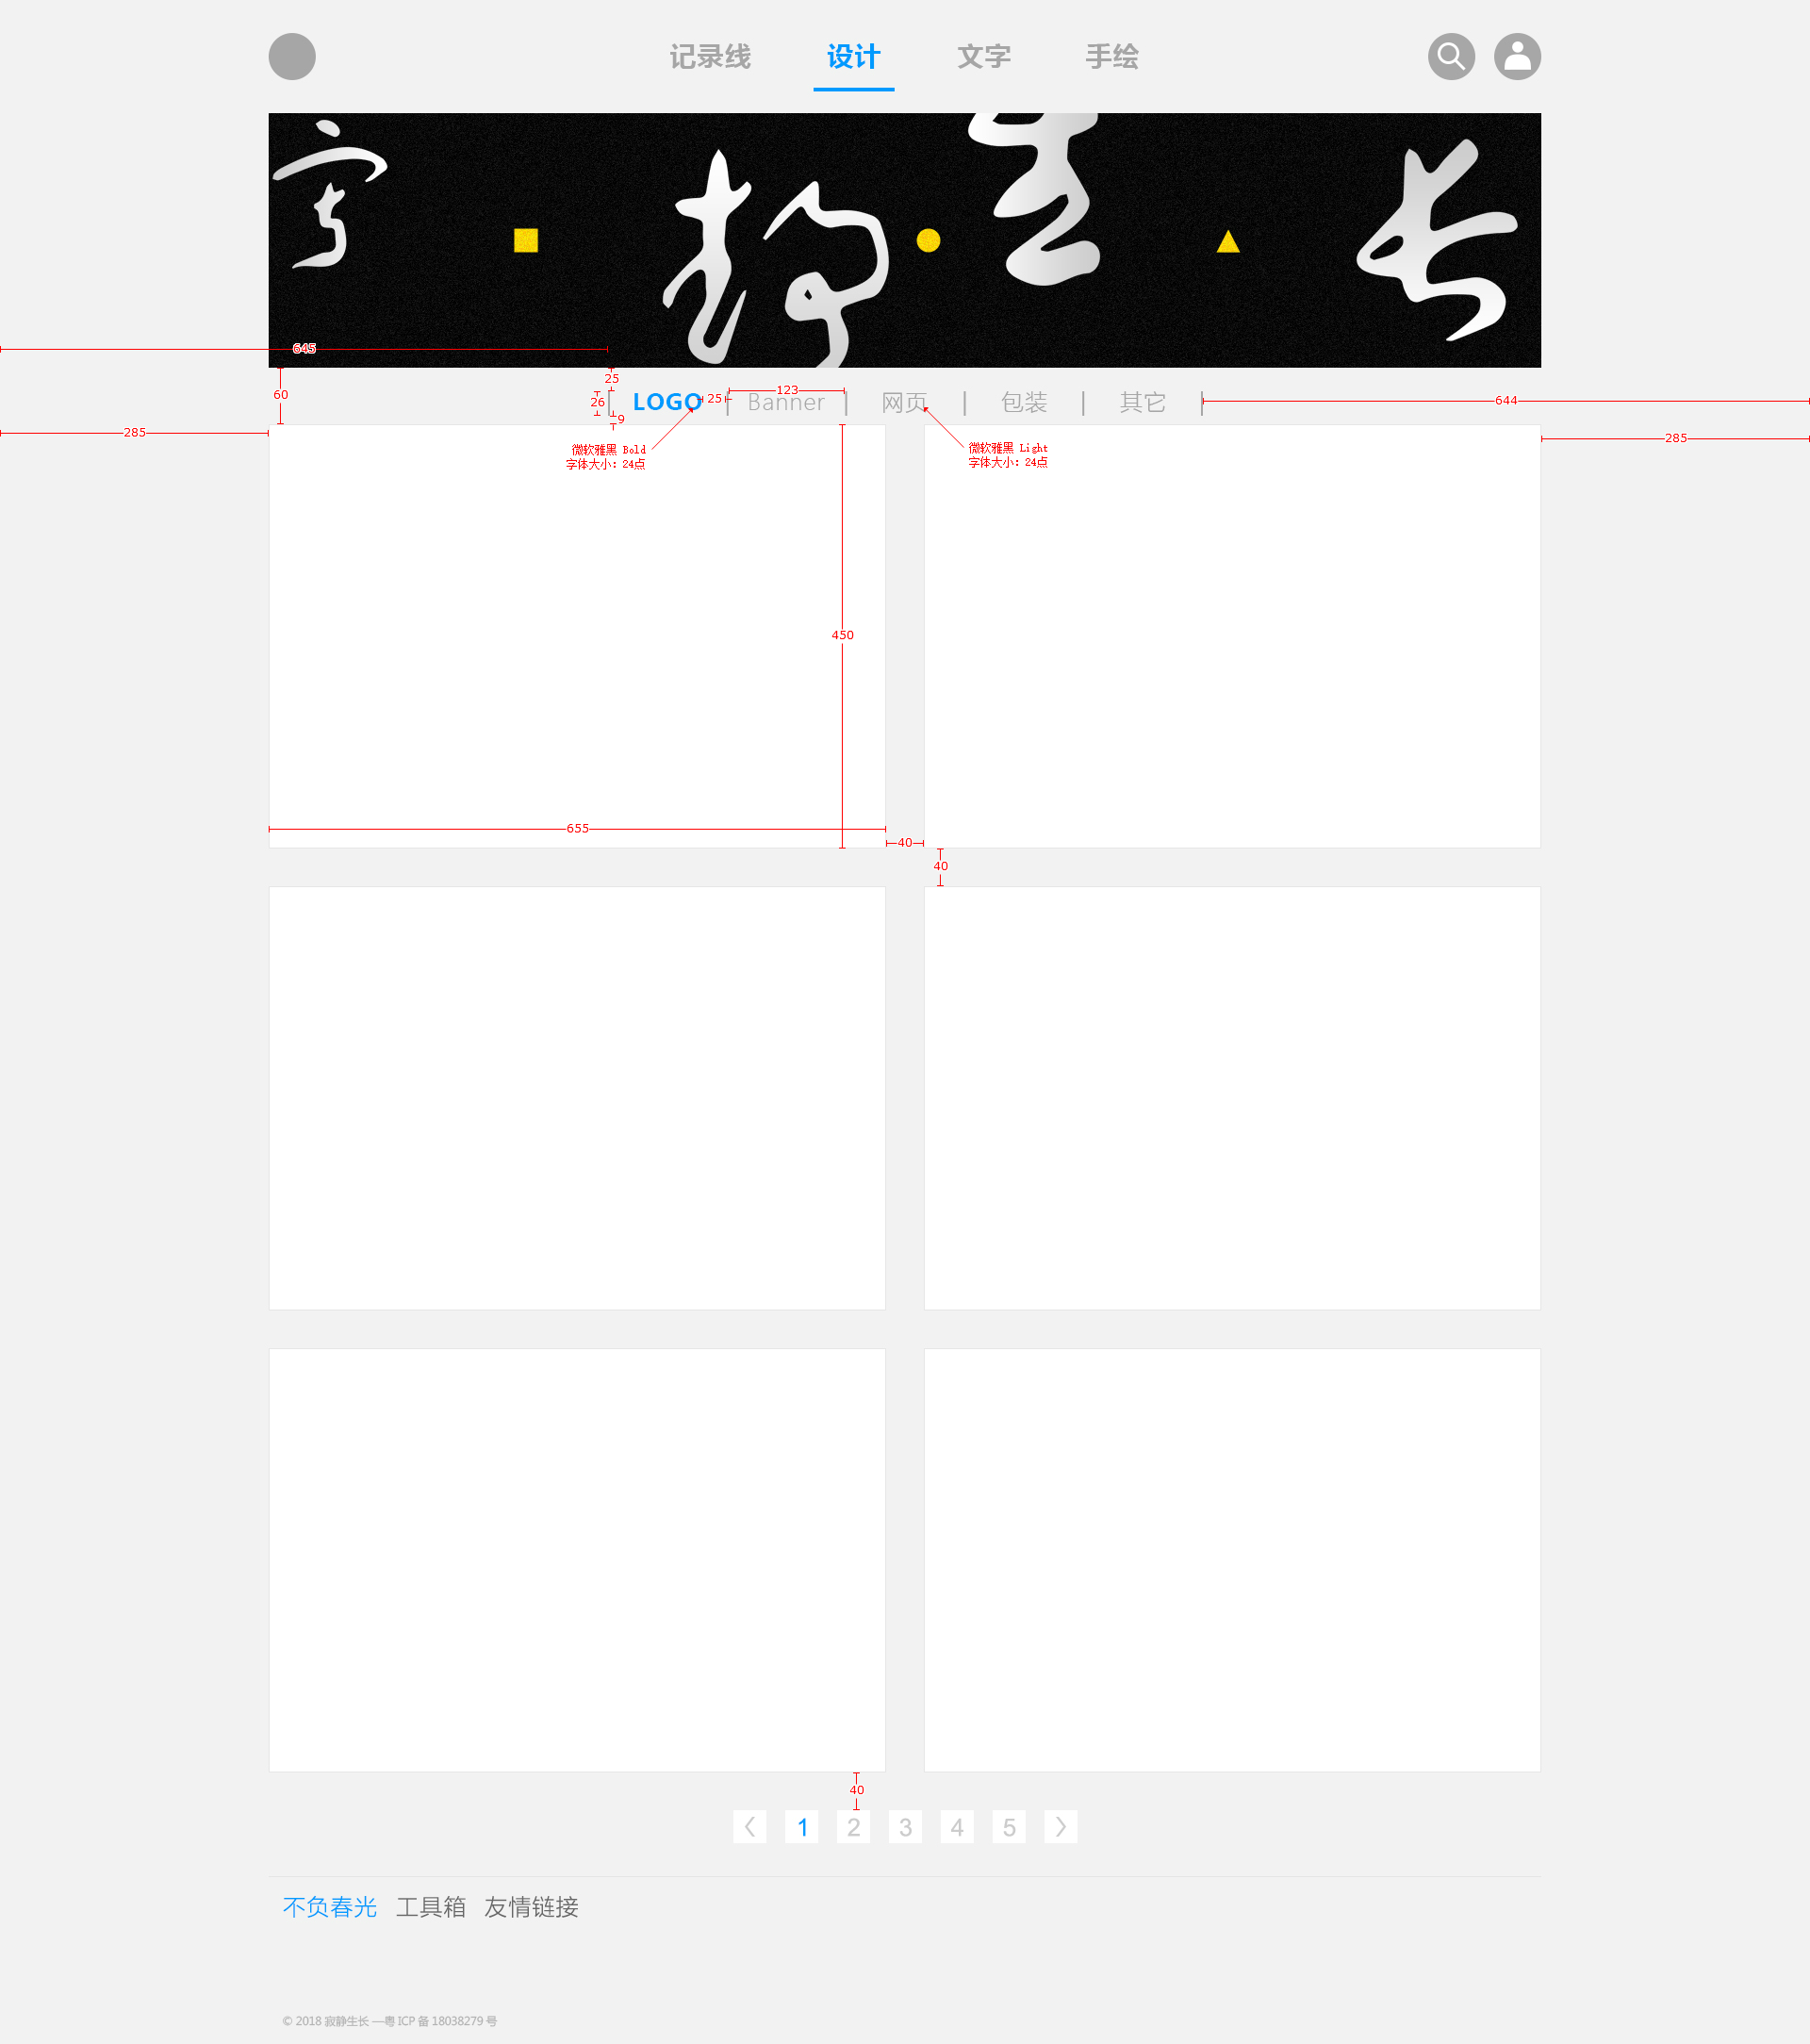 记录线 设计 文字 手绘
寂 静 生 长
645
60
25
26
9
LOGO
25
123
Banner
网页
包装
其它
644
285
285
微软雅黑 Bold
字体大小：24点
微软雅黑 Light
字体大小：24点
450
655
40
40
40
1 2 3 4 5
不负春光 工具箱 友情链接
© 2018 寂静生长 —粤 ICP 备 18038279 号